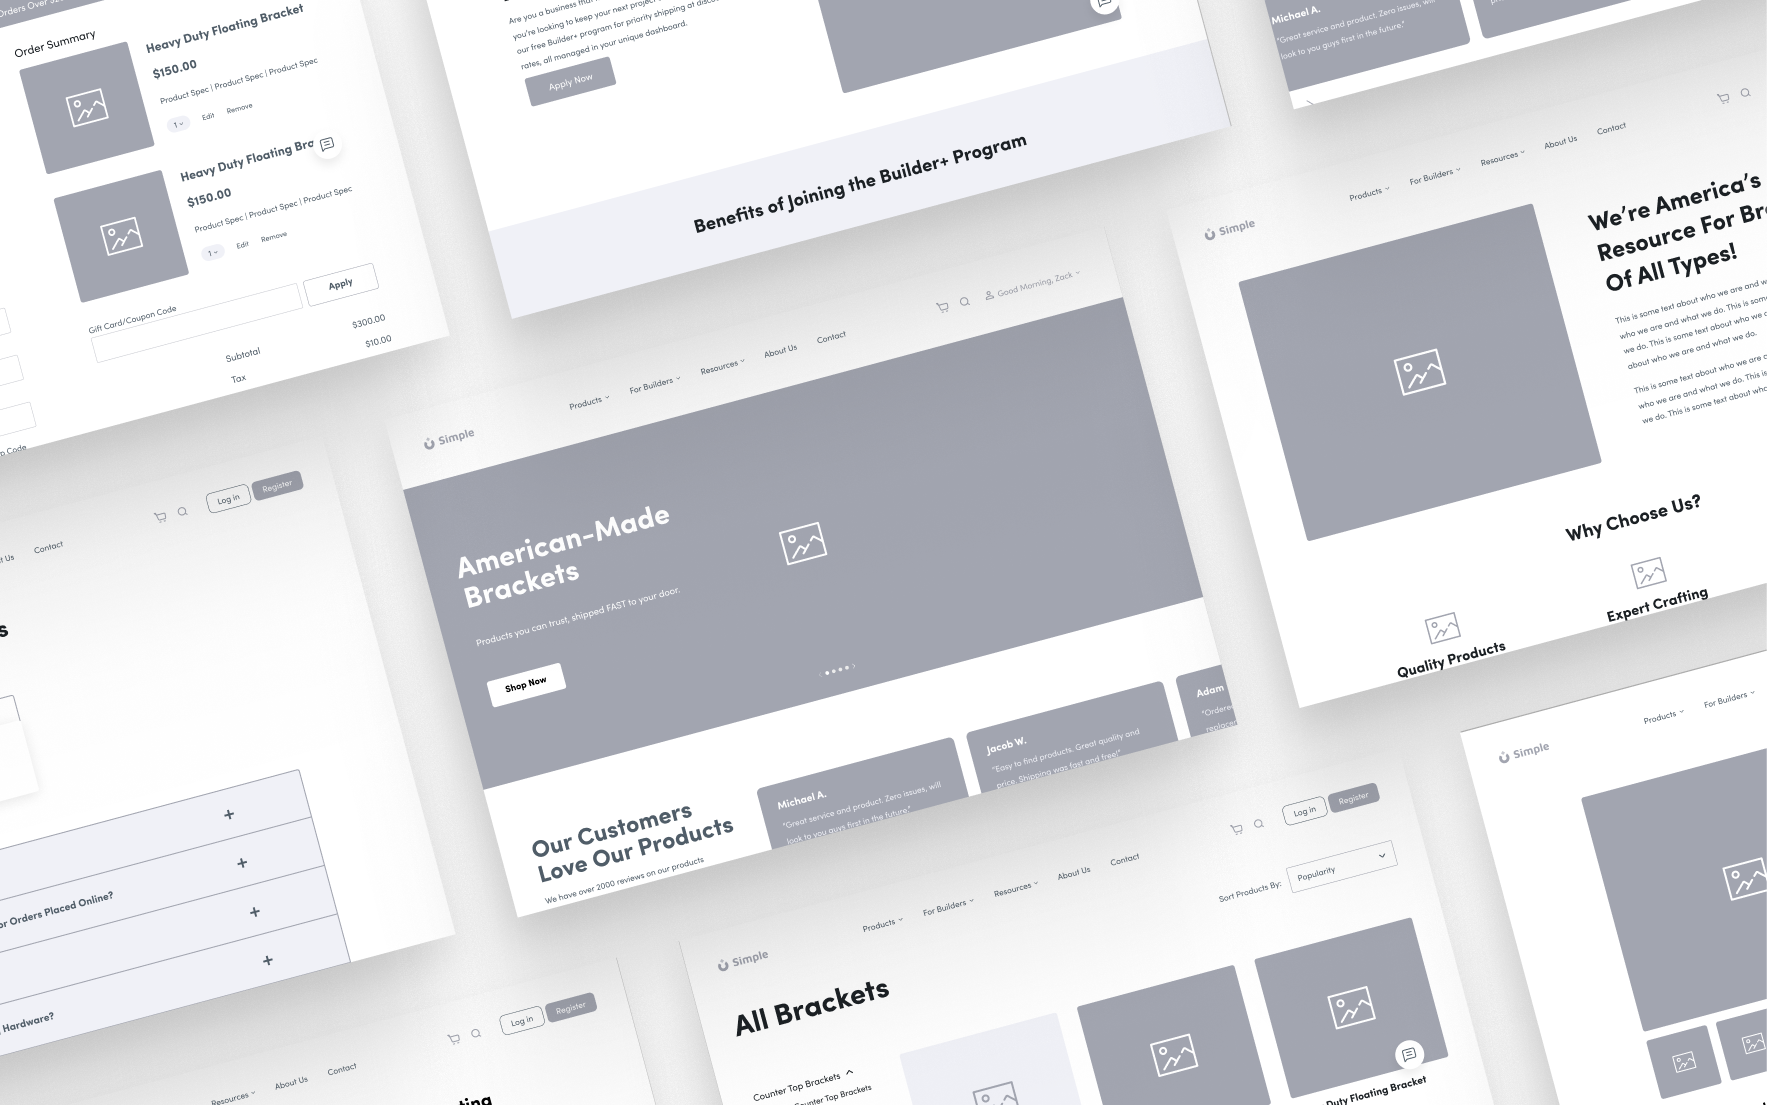 Orders Over
Order Summary
Heavy Duty Floating Bracket
$150.00
Product Spec | Product Spec | Product Spec
1
Edit
Remove
Heavy Duty Floating Bra
$150.00
Product Spec | Product Spec | Product Spec
1
Edit
Remove
Gift Card/Coupon Code
Apply
Subtotal
$300.00
Tax
$10.00
Code
Are you a business that
you're looking to keep your next project
our free Builder+ program for priority shipping at
rates, all managed in your unique dashboard.
Apply Now
Benefits of Joining the Builder+ Program
Michael A.
"Great service and product. Zero issues, will
look to you guys first in the future."
Simple
Products
For Builders
Resources
About Us
Contact
We're America's
Resource For
Of All Types!
This is some text about who we are and
who we are and what we do. This is some
we do. This is some text about who we
about who we are and what we do.
This is some text about who we are
who we are and what we do. This is
we do. This is some text about who
Why Choose Us?
Quality Products
Expert Crafting
Simple
Products
For Builders
Resources
About Us
Contact
Good Morning, Zack
American-Made
Brackets
Products you can trust, shipped FAST to your door.
Shop Now
Our Customers
Love Our Products
We have over 2000 reviews on our products
Michael A.
"Great service and product. Zero issues, will
look to you guys first in the future."
Jacob W.
"Easy to find products. Great quality and
price. Shipping was fast and free!"
Adam
"Ordered
Us
Contact
Log in
Register
s
or Orders Placed Online?
Hardware?
Resources
About Us
Contact
Log in
Register
ting
Simple
Products
For Builders
Resources
About Us
Contact
Log in
Register
Sort Products By:
Popularity
All Brackets
Counter Top Brackets
Counter Top Brackets
Duty Floating Bracket
Simple
Products
For Builders